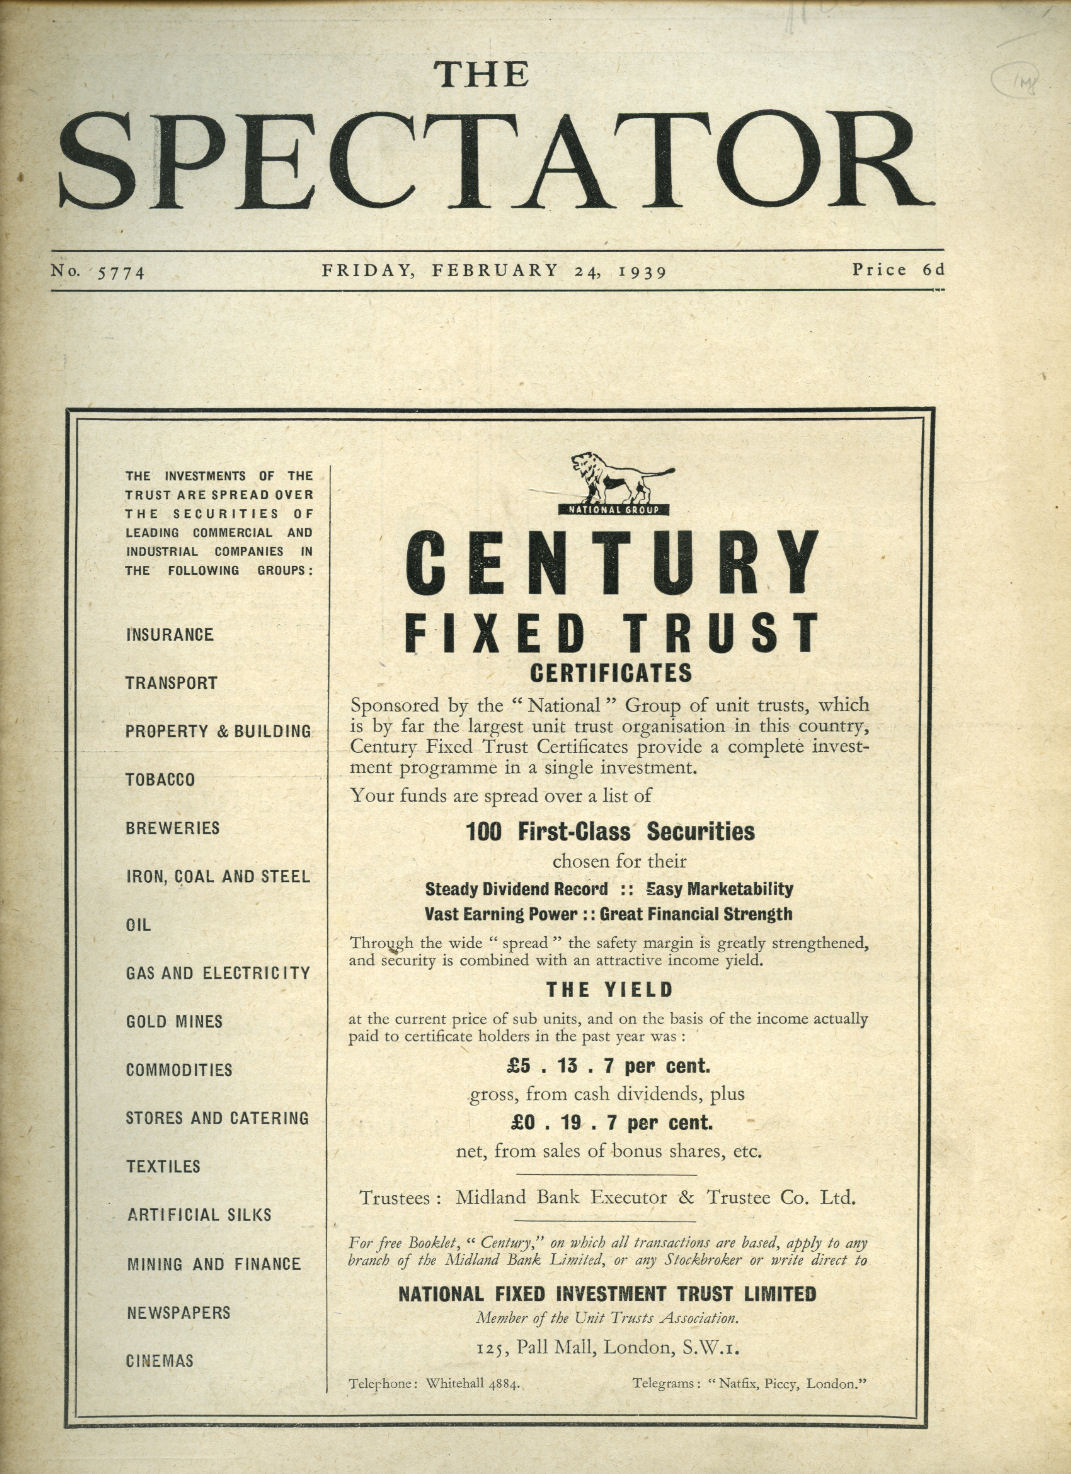 THE
SPECTATOR
No. 5774 FRIDAY, FEBRUARY 24, 1939 Price 6d
THE INVESTMENTS OF THE
TRUST ARE SPREAD OVER
THE SECURITIES OF
LEADING COMMERCIAL AND
INDUSTRIAL COMPANIES IN
THE FOLLOWING GROUPS:
INSURANCE
TRANSPORT
PROPERTY & BUILDING
TOBACCO
BREWERIES
IRON, COAL AND STEEL
OIL
GAS AND ELECTRICITY
GOLD MINES
COMMODITIES
STORES AND CATERING
TEXTILES
ARTIFICIAL SILKS
MINING AND FINANCE
NEWSPAPERS
CINEMAS
NATIONAL GROUP
CENTURY
FIXED TRUST
CERTIFICATES
Sponsored by the “ National ” Group of unit trusts, which
is by far the largest unit trust organisation in this country,
Century Fixed Trust Certificates provide a complete invest-
ment programme in a single investment.
Your funds are spread over a list of
100 First-Class Securities
chosen for their
Steady Dividend Record :: Easy Marketability
Vast Earning Power :: Great Financial Strength
Through the wide “ spread ” the safety margin is greatly strengthened,
and security is combined with an attractive income yield.
THE YIELD
at the current price of sub units, and on the basis of the income actually
paid to certificate holders in the past year was :
£5 . 13 . 7 per cent.
gross, from cash dividends, plus
£0 . 19 . 7 per cent.
net, from sales of bonus shares, etc.
Trustees : Midland Bank Executor & Trustee Co. Ltd.
For free Booklet, “ Century,” on which all transactions are based, apply to any
branch of the Midland Bank Limited, or any Stockbroker or write direct to
NATIONAL FIXED INVESTMENT TRUST LIMITED
Member of the Unit Trusts Association.
125, Pall Mall, London, S.W.1.
Telephone : Whitehall 4884. Telegrams : “ Natfix, Piccy, London.”